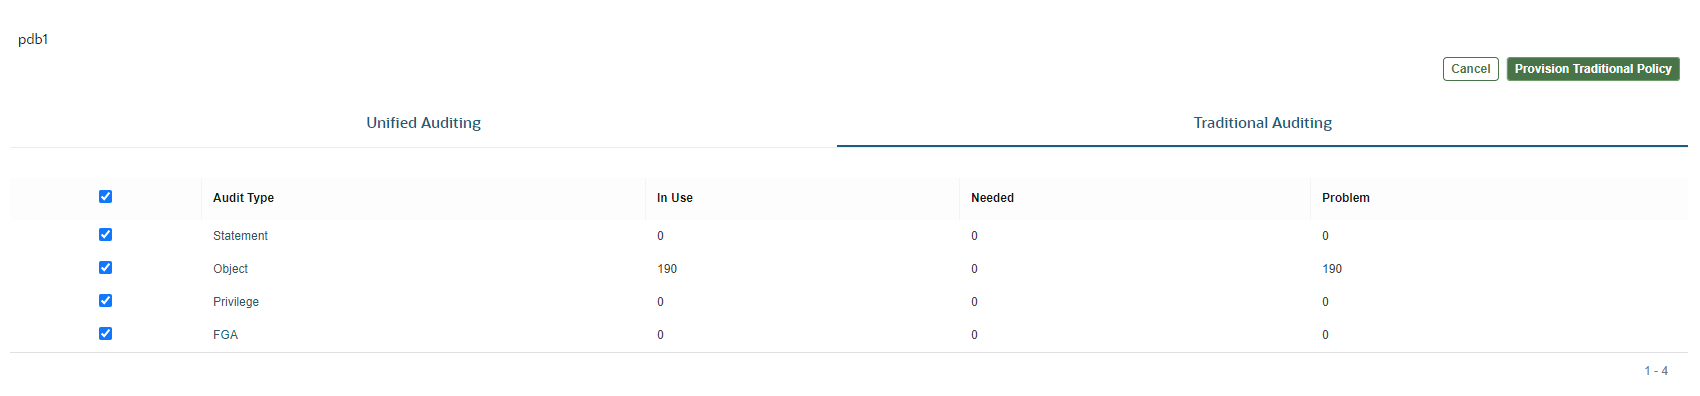 pdb1
Cancel Provision Traditional Policy
Unified Auditing Traditional Auditing
Audit Type In Use Needed Problem
Statement 0 0 0
Object 190 0 190
Privilege 0 0 0
FGA 0 0 0
1 - 4